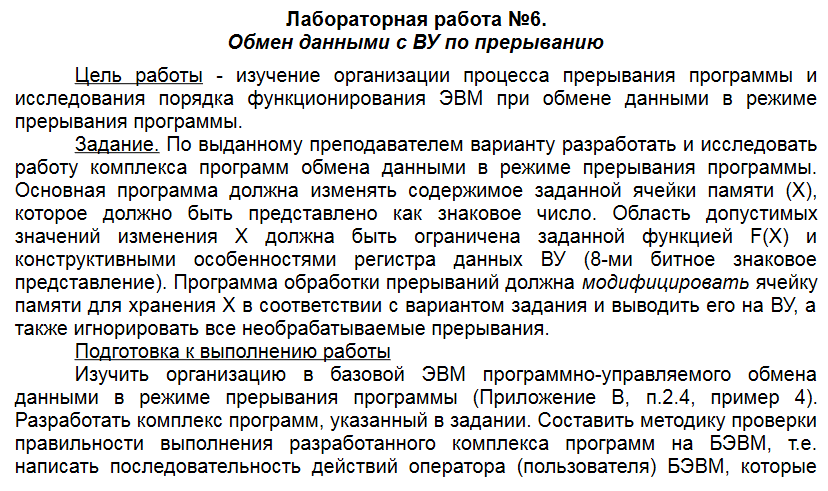 Лабораторная работа №6.
Обмен данными с ВУ по прерыванию
Цель работы - изучение организации процесса прерывания программы и
исследования порядка функционирования ЭВМ при обмене данными в режиме
прерывания программы.
Задание. По выданному преподавателем варианту разработать и исследовать
работу комплекса программ обмена данными в режиме прерывания программы.
Основная программа должна изменять содержимое заданной ячейки памяти (Х),
которое должно быть представлено как знаковое число. Область допустимых
значений изменения Х должна быть ограничена заданной функцией F(X) и
конструктивными особенностями регистра данных ВУ (8-ми битное знаковое
представление). Программа обработки прерываний должна модифицировать ячейку
памяти для хранения Х в соответствии с вариантом задания и выводить его на ВУ, а
также игнорировать все необрабатываемые прерывания.
Подготовка к выполнению работы
Изучить организацию в базовой ЭВМ программно-управляемого обмена
данными в режиме прерывания программы (Приложение В, п.2.4, пример 4).
Разработать комплекс программ, указанный в задании. Составить методику проверки
правильности выполнения разработанного комплекса программ на БЭВМ, т.е.
написать последовательность действий оператора (пользователя) БЭВМ, которые